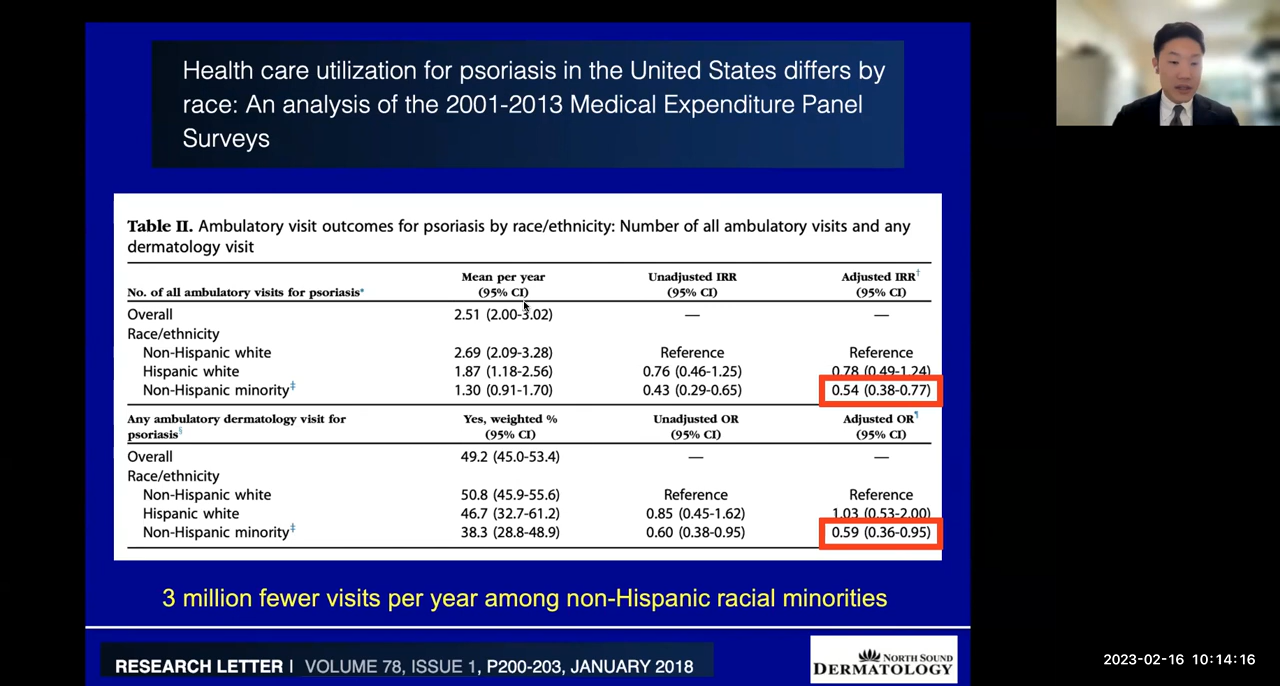 Health care utilization for psoriasis in the United States differs by
race: An analysis of the 2001-2013 Medical Expenditure Panel
Surveys
Table II. Ambulatory visit outcomes for psoriasis by race/ethnicity: Number of all ambulatory visits and any
dermatology visit
Mean per year Unadjusted IRR Adjusted IRR†
No. of all ambulatory visits for psoriasis* (95% CI) (95% CI) (95% CI)
Overall 2.51 (2.00-3.02) — —
Race/ethnicity
Non-Hispanic white 2.69 (2.09-3.28) Reference Reference
Hispanic white 1.87 (1.18-2.56) 0.76 (0.46-1.25) 0.78 (0.49-1.24)
Non-Hispanic minority‡ 1.30 (0.91-1.70) 0.43 (0.29-0.65) 0.54 (0.38-0.77)
Any ambulatory dermatology visit for Yes, weighted % Unadjusted OR Adjusted OR¶
psoriasis§ (95% CI) (95% CI) (95% CI)
Overall 49.2 (45.0-53.4) — —
Race/ethnicity
Non-Hispanic white 50.8 (45.9-55.6) Reference Reference
Hispanic white 46.7 (32.7-61.2) 0.85 (0.45-1.62) 1.03 (0.53-2.00)
Non-Hispanic minority‡ 38.3 (28.8-48.9) 0.60 (0.38-0.95) 0.59 (0.36-0.95)
3 million fewer visits per year among non-Hispanic racial minorities
RESEARCH LETTER | VOLUME 78, ISSUE 1, P200-203, JANUARY 2018
NORTH SOUND
DERMATOLOGY
2023-02-16 10:14:16